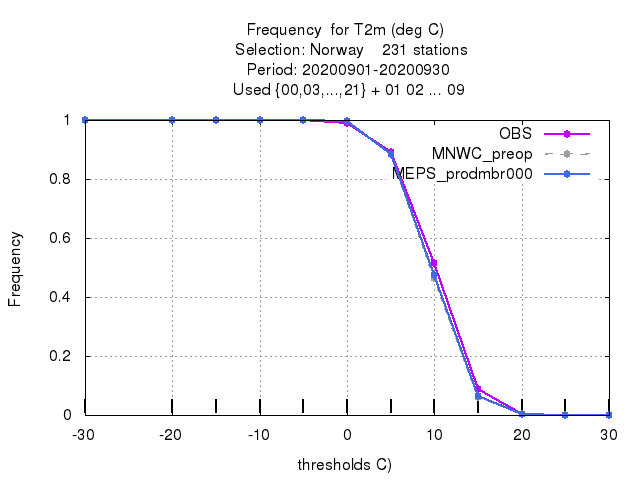 Frequency  for T2m (deg C)
Selection: Norway    231 stations
Period: 20200901-20200930
Used {00,03,...,21} + 01 02 ... 09
OBS
MNWC_preop
MEPS_prodmbr000
1
0.8
0.6
0.4
0.2
0
Frequency
-30 -20 -10 0 10 20 30
thresholds C)